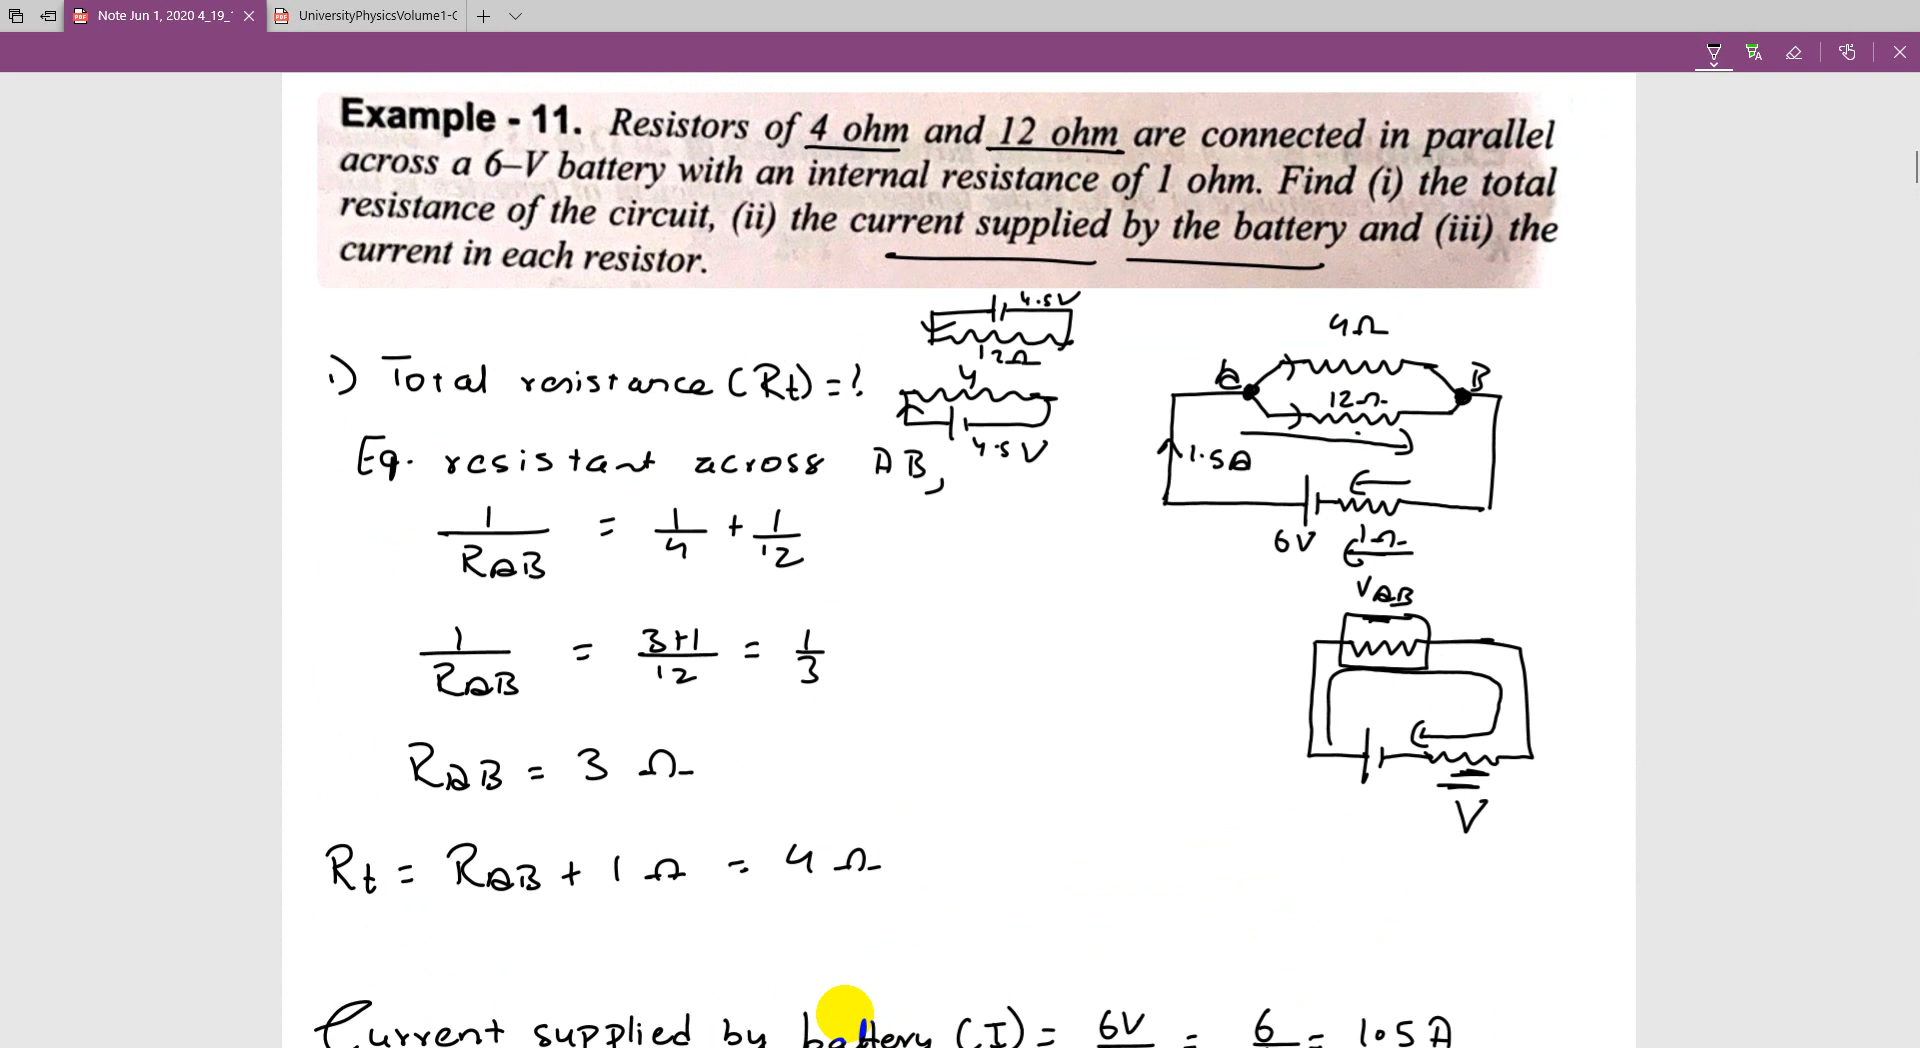 Note Jun 1, 2020 4_19_
UniversityPhysicsVolume1-C
Example - 11. Resistors of 4 ohm and 12 ohm are connected in parallel
across a 6–V battery with an internal resistance of 1 ohm. Find (i) the total
resistance of the circuit, (ii) the current supplied by the battery and (iii) the
current in each resistor.
4.5V
12Ω
4
4.5V
4Ω
B
12Ω
1.5A
6V
1Ω
i) Total resistance (Rt) = ?
Eq. resistant across AB,
1/RAB = 1/4 + 1/12
VAB
1/RAB = 3+1/12 = 1/3
V
RAB = 3 Ω
Rt = RAB + 1 Ω = 4 Ω
Current supplied by battery (I) = 6V = 6 = 1.5 A